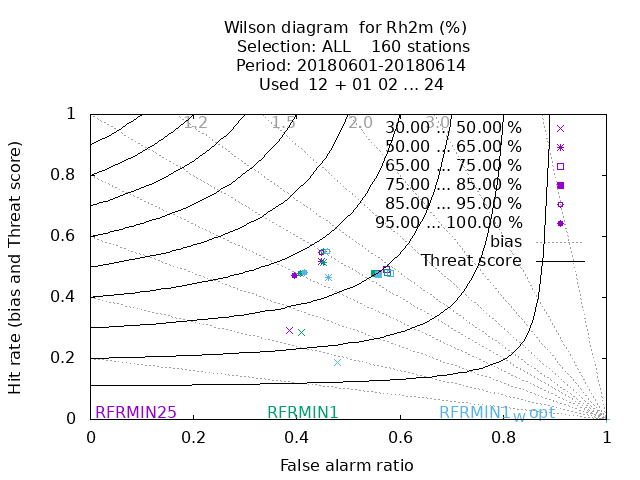 Wilson diagram  for Rh2m (%)
Selection: ALL    160 stations
Period: 20180601-20180614
Used  12 + 01 02 ... 24
1.2 1.5 2.0 3.0
30.00 ... 50.00 %
50.00 ... 65.00 %
65.00 ... 75.00 %
75.00 ... 85.00 %
85.00 ... 95.00 %
95.00 ... 100.00 %
bias
Threat score
Hit rate (bias and Threat score)
1
0.8
0.6
0.4
0.2
0
RFRMIN25 RFRMIN1 RFRMIN1W opt
0 0.2 0.4 0.6 0.8 1
False alarm ratio